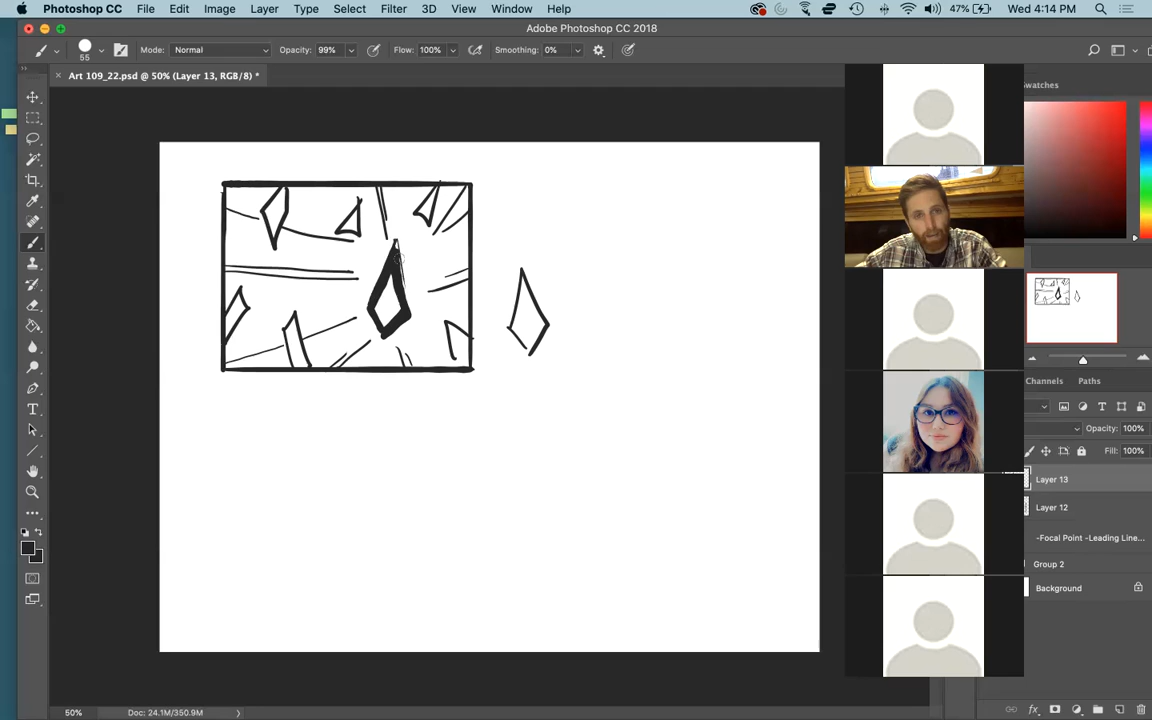 Photoshop CC File Edit Image Layer Type Select Filter 3D View Window Help 47% Wed 4:14 PM
Adobe Photoshop CC 2018
55 Mode: Normal Opacity: 99% Flow: 100% Smoothing: 0%
× Art 109_22.psd @ 50% (Layer 13, RGB/8) *
Swatches
Channels Paths
Opacity: 100%
Fill: 100%
Layer 13
Layer 12
-Focal Point -Leading Line...
Group 2
Background
50% Doc: 24.1M/350.9M
fx